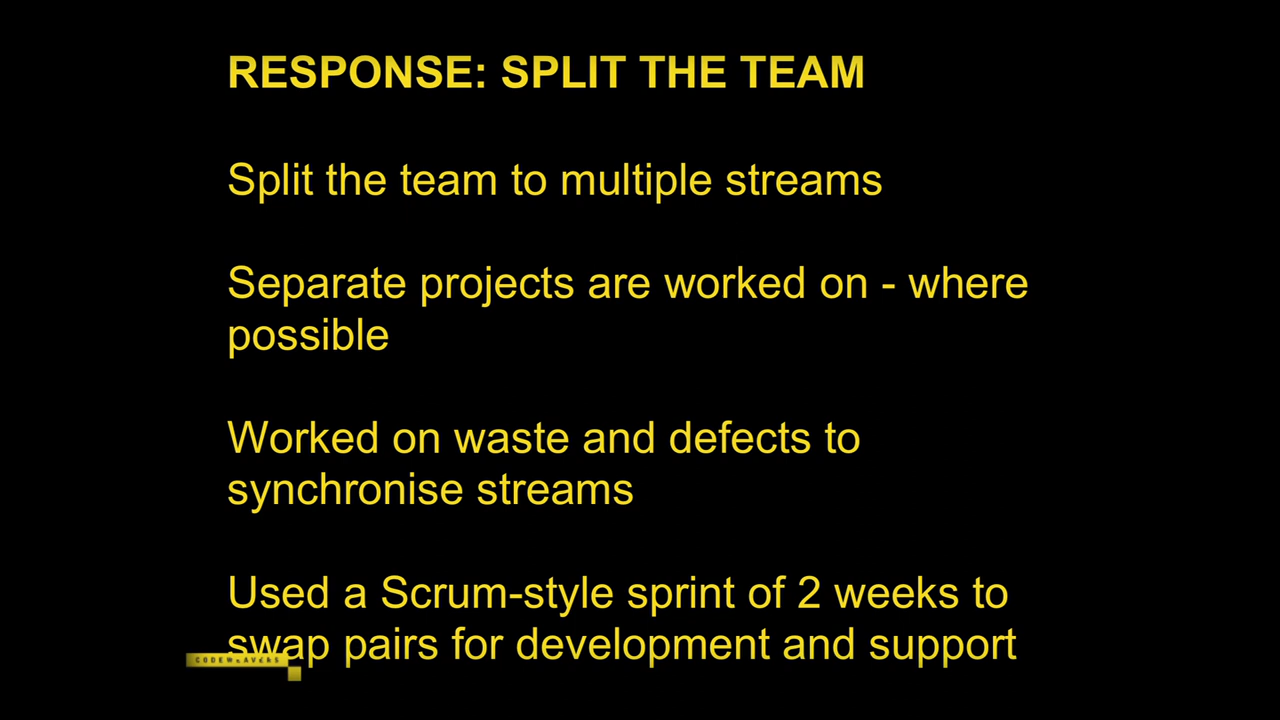 RESPONSE: SPLIT THE TEAM
Split the team to multiple streams
Separate projects are worked on - where
possible
Worked on waste and defects to
synchronise streams
Used a Scrum-style sprint of 2 weeks to
swap pairs for development and support
CODEWEAVERS